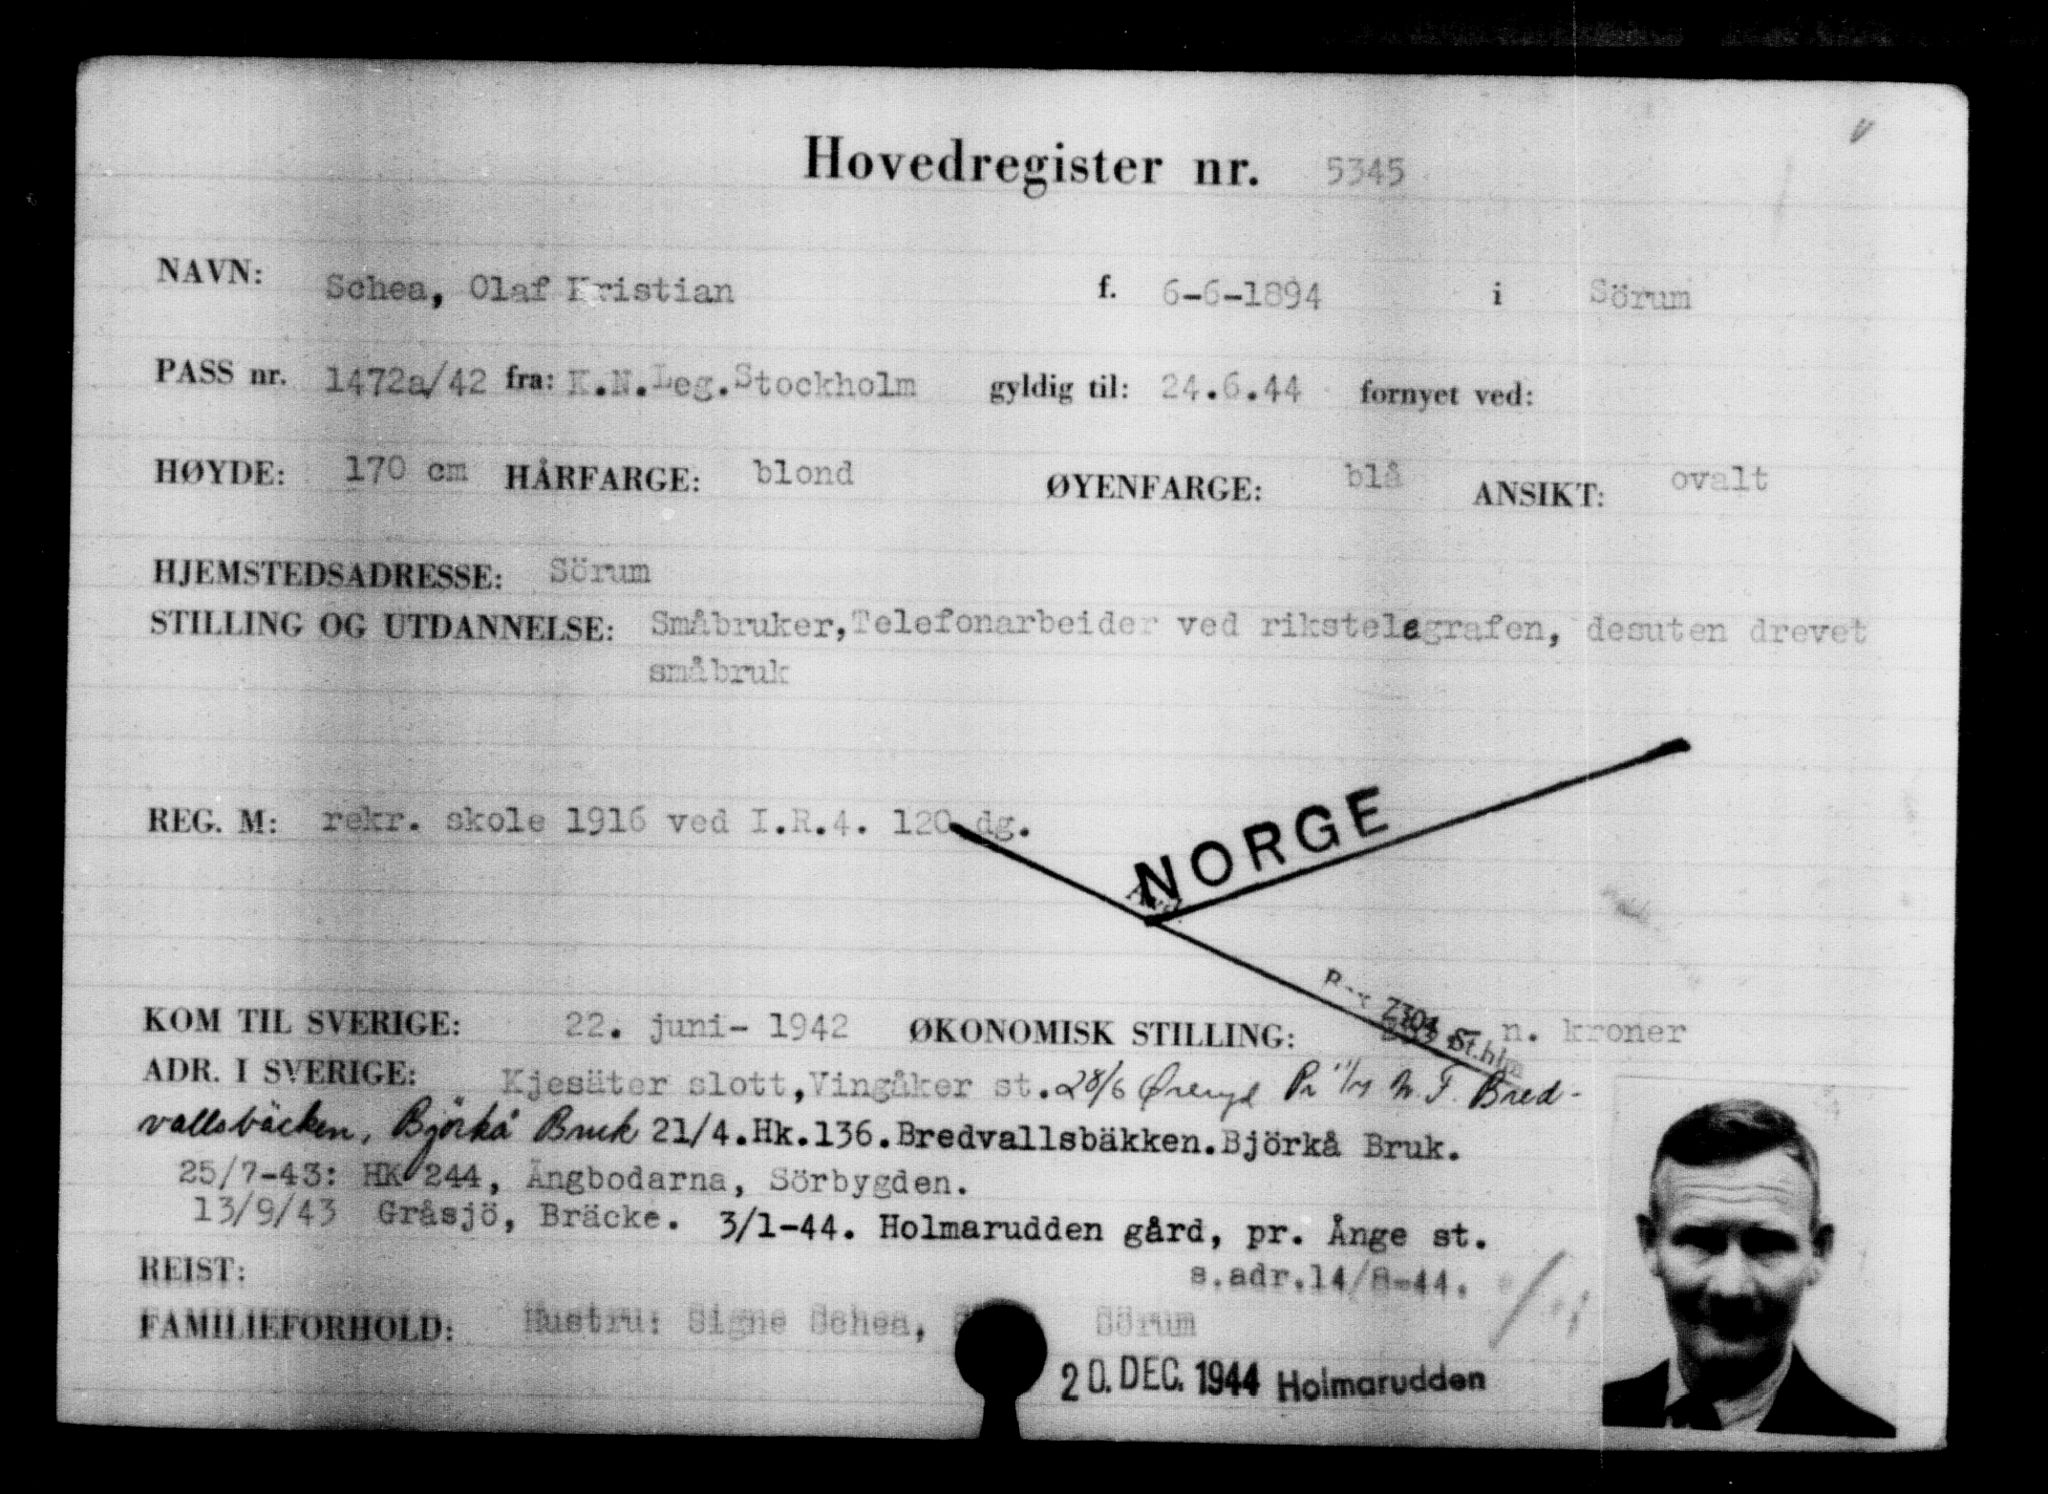 Hovedregister nr. 5345
NAVN: Schea, Olaf Kristian f. 6-6-1894 i Sörum
PASS nr. 1472a/42 fra: K.N.Leg.Stockholm gyldig til: 24.6.44 fornyet ved:
HØYDE: 170 cm HÅRFARGE: blond ØYENFARGE: blå ANSIKT: ovalt
HJEMSTEDSADRESSE: Sörum
STILLING OG UTDANNELSE: Småbruker,Telefonarbeider ved rikstelegrafen, desuten drevet
småbruk
REG. M: rekr. skole 1916 ved I.R.4. 120 dg.
NORGE
Avd.
7304 St.hlm
KOM TIL SVERIGE: 22. juni- 1942 ØKONOMISK STILLING: n. kroner
ADR. I SVERIGE: Kjesäter slott,Vingåker st. 28/6 Öreryd Bred-
vallsbäcken, Björkå Bruk 21/4.Hk.136.Bredvallsbäkken.Björkå Bruk.
25/7-43: HK 244, Ängbodarna, Sörbygden.
13/9/43 Gråsjö, Bräcke. 3/1-44. Holmarudden gård, pr. Ånge st.
REIST: s.adr.14/8-44.
FAMILIEFORHOLD: Hustru: Signe Schea, Sörum
20. DEC. 1944 Holmarudden